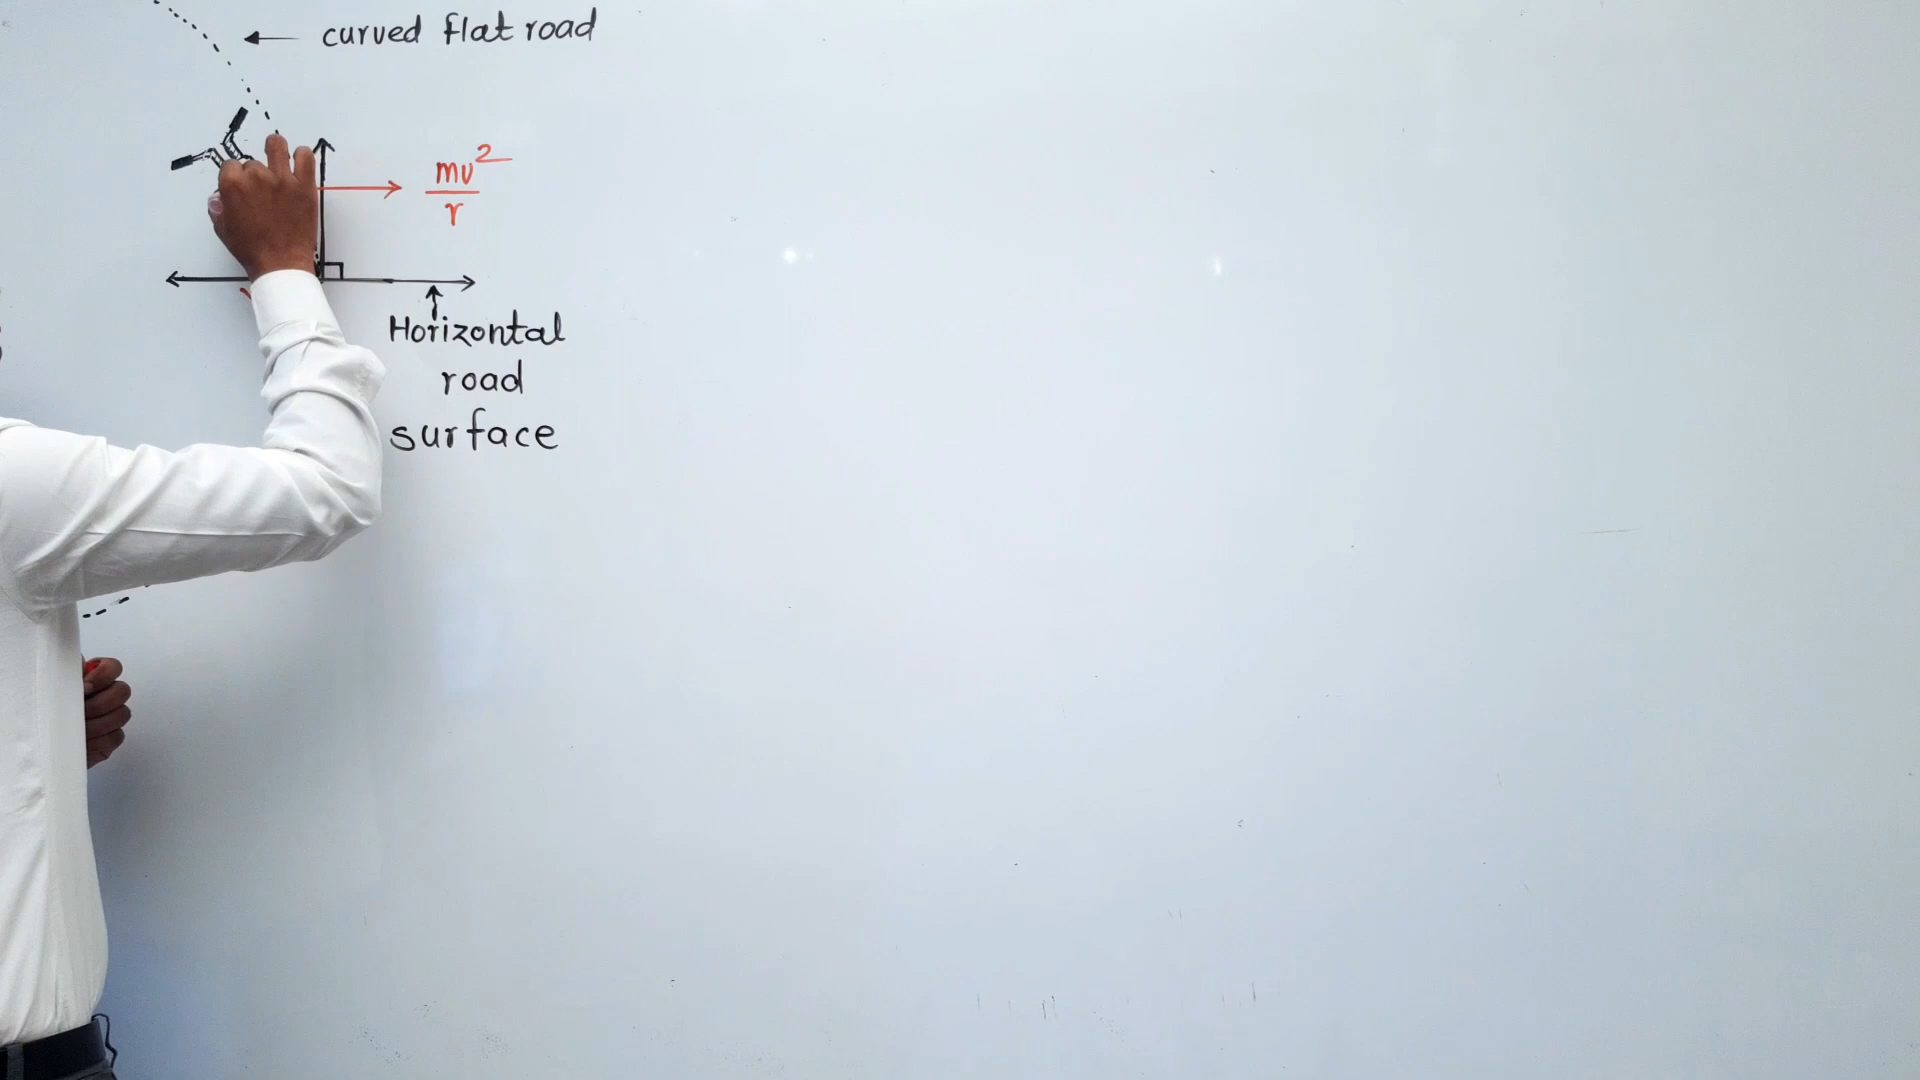 curved flat road
mv²
r
Horizontal
road
surface